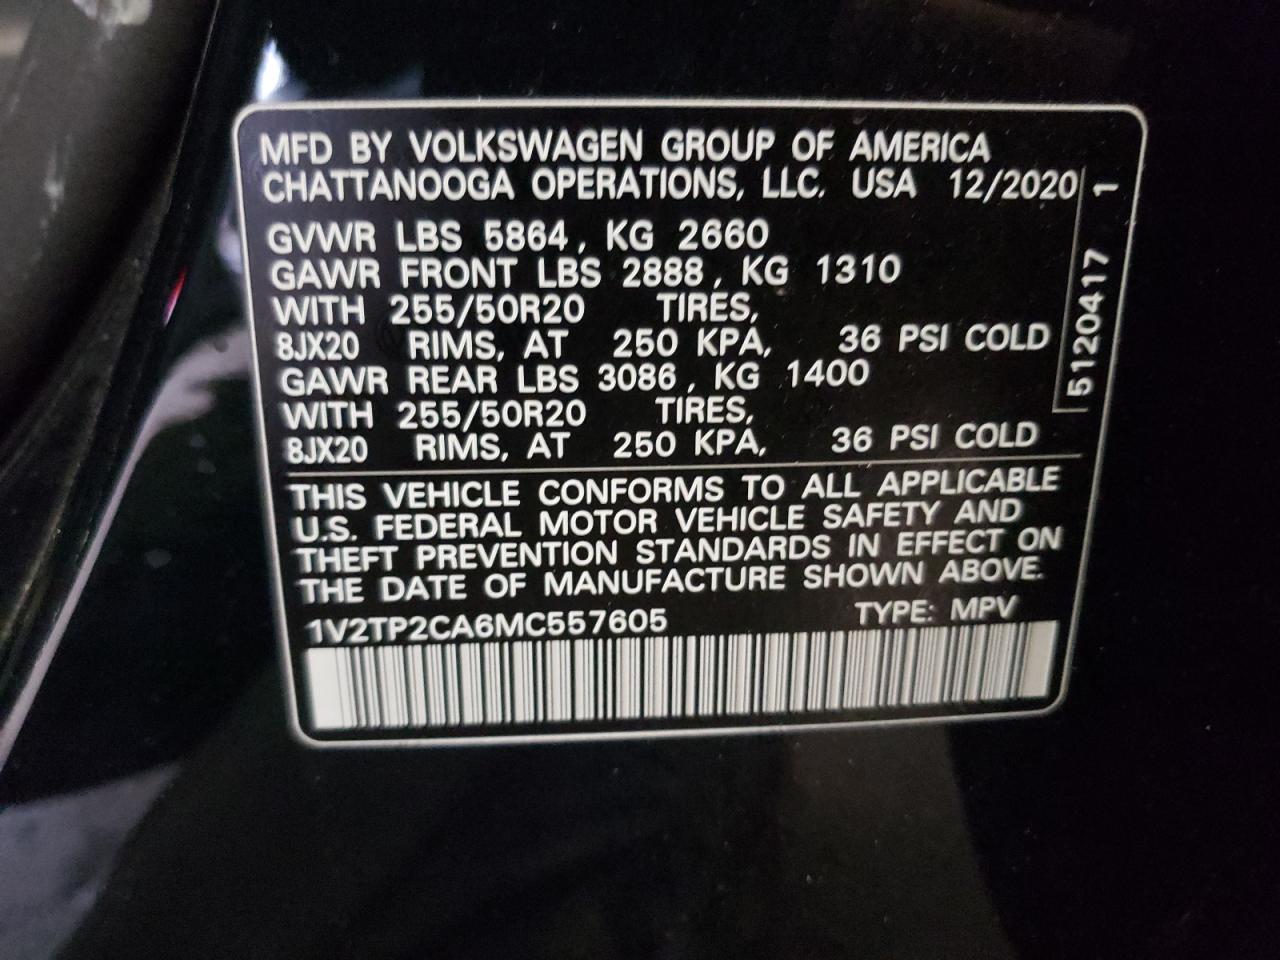 MFD BY VOLKSWAGEN GROUP OF AMERICA
CHATTANOOGA OPERATIONS, LLC. USA 12/2020
GVWR LBS 5864, KG 2660
GAWR FRONT LBS 2888, KG 1310
WITH 255/50R20 TIRES,
8JX20 RIMS, AT 250 KPA, 36 PSI COLD
GAWR REAR LBS 3086, KG 1400
WITH 255/50R20 TIRES,
8JX20 RIMS, AT 250 KPA, 36 PSI COLD
5120417 1
THIS VEHICLE CONFORMS TO ALL APPLICABLE
U.S. FEDERAL MOTOR VEHICLE SAFETY AND
THEFT PREVENTION STANDARDS IN EFFECT ON
THE DATE OF MANUFACTURE SHOWN ABOVE.
1V2TP2CA6MC557605 TYPE: MPV